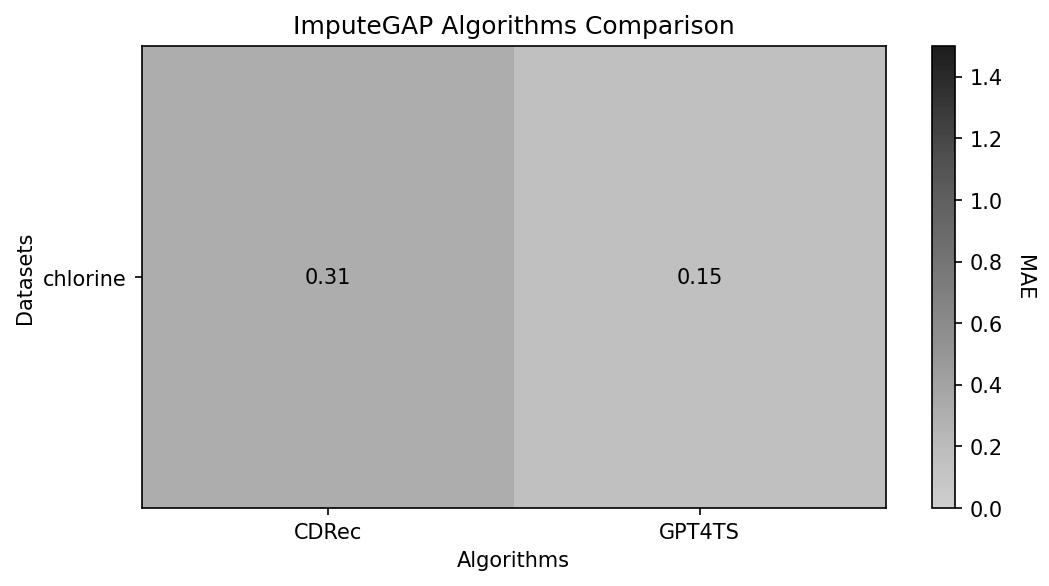 ImputeGAP Algorithms Comparison
Datasets
chlorine
0.31
0.15
CDRec
GPT4TS
Algorithms
1.4
1.2
1.0
0.8
0.6
0.4
0.2
0.0
MAE